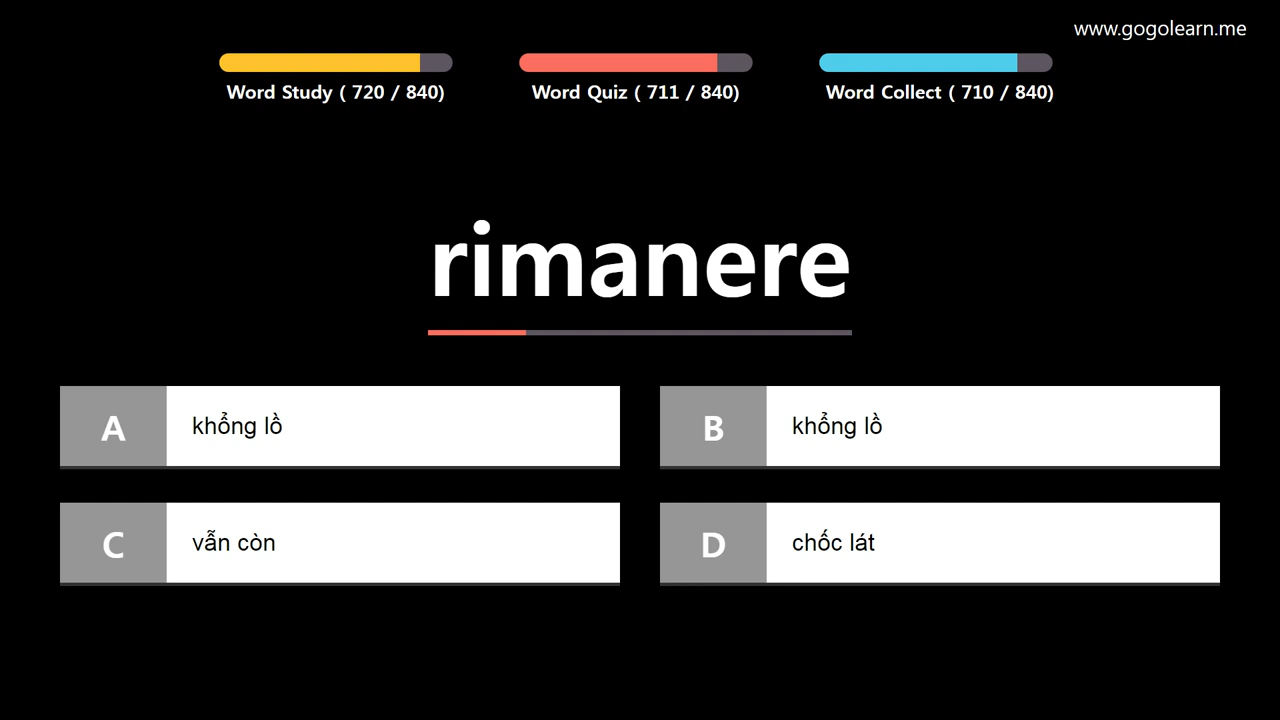 www.gogolearn.me
Word Study ( 720 / 840)
Word Quiz ( 711 / 840)
Word Collect ( 710 / 840)
rimanere
A
khổng lồ
B
khổng lồ
C
vẫn còn
D
chốc lát